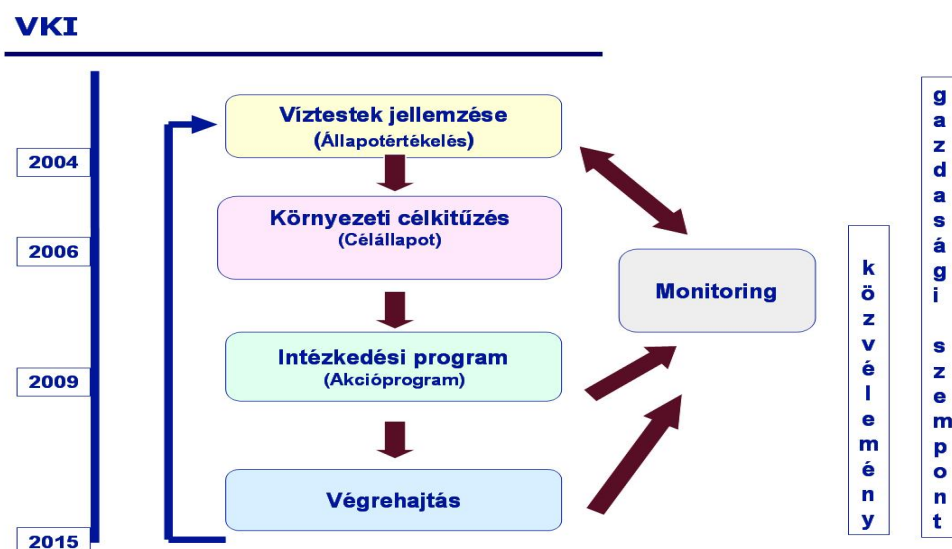 VKI
2004
2006
2009
2015
Víztestek jellemzése
(Állapotértékelés)
Környezeti célkitűzés
(Célállapot)
Intézkedési program
(Akcióprogram)
Végrehajtás
Monitoring
közvélemény
gazdasági szempont